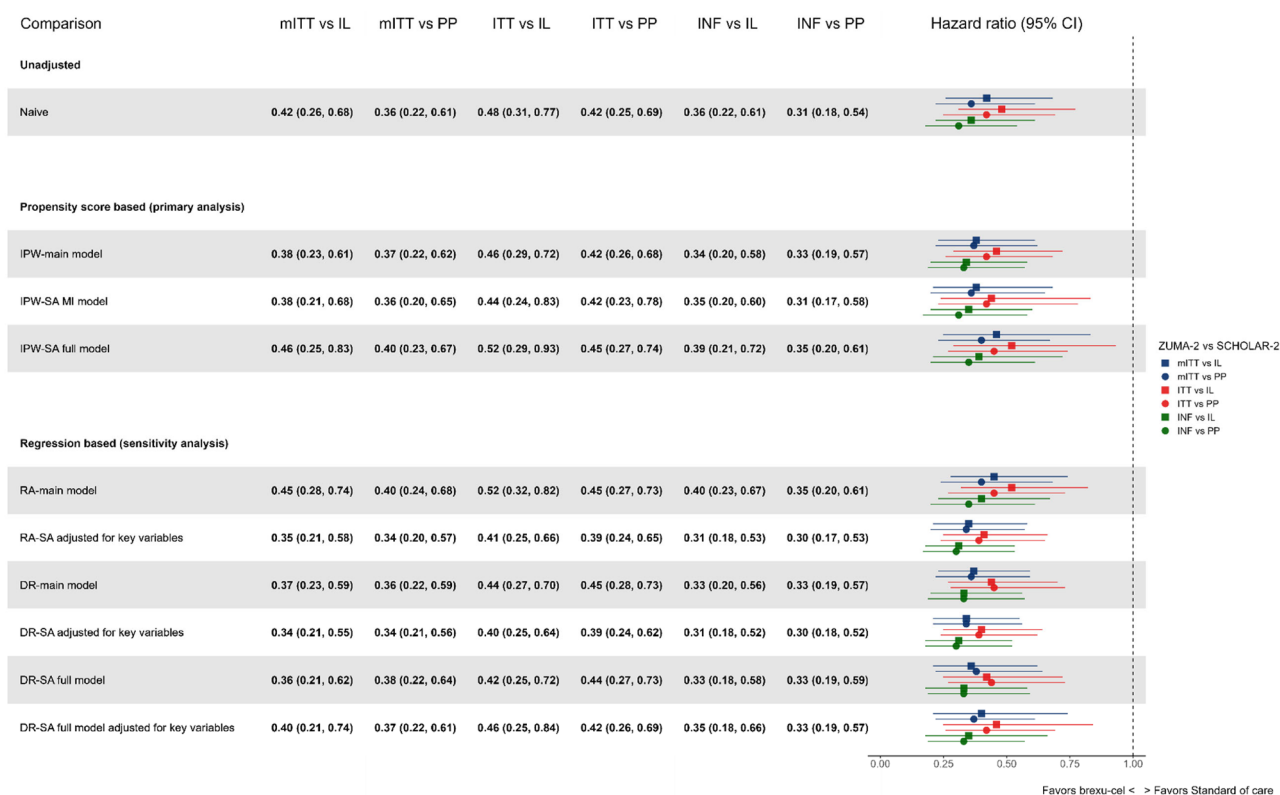 Comparison mITT vs IL mITT vs PP ITT vs IL ITT vs PP INF vs IL INF vs PP Hazard ratio (95% CI)
Unadjusted
Naive 0.42 (0.26, 0.68) 0.36 (0.22, 0.61) 0.48 (0.31, 0.77) 0.42 (0.25, 0.69) 0.36 (0.22, 0.61) 0.31 (0.18, 0.54)
Propensity score based (primary analysis)
IPW-main model 0.38 (0.23, 0.61) 0.37 (0.22, 0.62) 0.46 (0.29, 0.72) 0.42 (0.26, 0.68) 0.34 (0.20, 0.58) 0.33 (0.19, 0.57)
IPW-SA MI model 0.38 (0.21, 0.68) 0.36 (0.20, 0.65) 0.44 (0.24, 0.83) 0.42 (0.23, 0.78) 0.35 (0.20, 0.60) 0.31 (0.17, 0.58)
IPW-SA full model 0.46 (0.25, 0.83) 0.40 (0.23, 0.67) 0.52 (0.29, 0.93) 0.45 (0.27, 0.74) 0.39 (0.21, 0.72) 0.35 (0.20, 0.61)
ZUMA-2 vs SCHOLAR-2
mITT vs IL
mITT vs PP
ITT vs IL
ITT vs PP
INF vs IL
INF vs PP
Regression based (sensitivity analysis)
RA-main model 0.45 (0.28, 0.74) 0.40 (0.24, 0.68) 0.52 (0.32, 0.82) 0.45 (0.27, 0.73) 0.40 (0.23, 0.67) 0.35 (0.20, 0.61)
RA-SA adjusted for key variables 0.35 (0.21, 0.58) 0.34 (0.20, 0.57) 0.41 (0.25, 0.66) 0.39 (0.24, 0.65) 0.31 (0.18, 0.53) 0.30 (0.17, 0.53)
DR-main model 0.37 (0.23, 0.59) 0.36 (0.22, 0.59) 0.44 (0.27, 0.70) 0.45 (0.28, 0.73) 0.33 (0.20, 0.56) 0.33 (0.19, 0.57)
DR-SA adjusted for key variables 0.34 (0.21, 0.55) 0.34 (0.21, 0.56) 0.40 (0.25, 0.64) 0.39 (0.24, 0.62) 0.31 (0.18, 0.52) 0.30 (0.18, 0.52)
DR-SA full model 0.36 (0.21, 0.62) 0.38 (0.22, 0.64) 0.42 (0.25, 0.72) 0.44 (0.27, 0.73) 0.33 (0.18, 0.58) 0.33 (0.19, 0.59)
DR-SA full model adjusted for key variables 0.40 (0.21, 0.74) 0.37 (0.22, 0.61) 0.46 (0.25, 0.84) 0.42 (0.26, 0.69) 0.35 (0.18, 0.66) 0.33 (0.19, 0.57)
0.00 0.25 0.50 0.75 1.00
Favors brexu-cel < > Favors Standard of care